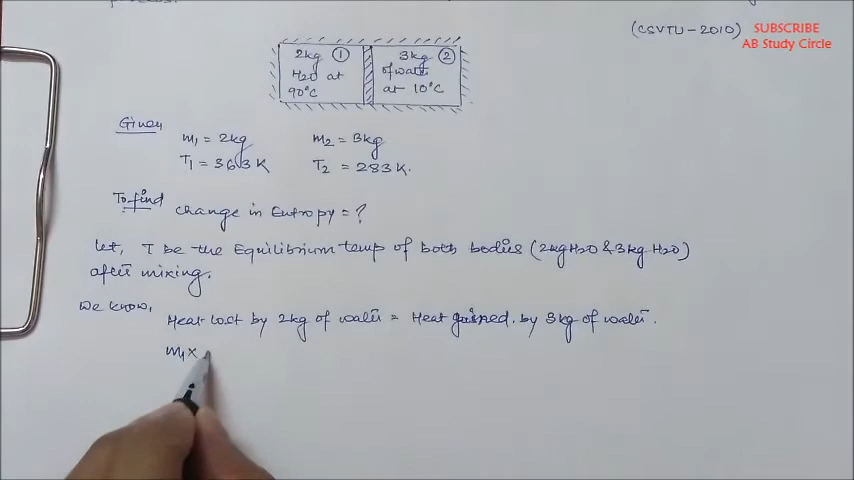 (CSVTU-2010)
SUBSCRIBE
AB Study Circle
2kg ①
H2O at
90°C
3kg ②
of water
at 10°C
Given
m₁ = 2kg m₂ = 3kg
T₁ = 363K T₂ = 283K.
To find change in Entropy = ?
let, T be the Equilibrium temp of both bodies (2kg H2O & 3kg H2O)
after mixing.
We know,
Heat lost by 2kg of water = Heat gained. by 3kg of water.
m₁ ×